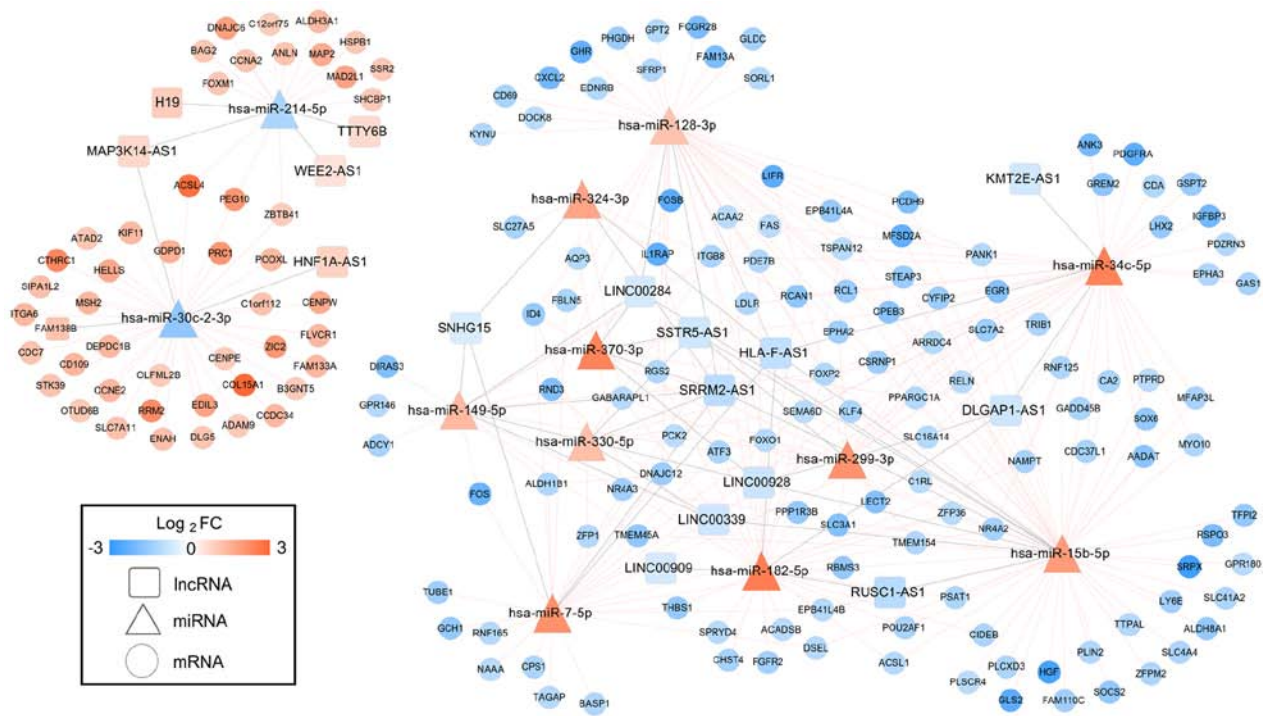 DNAJC6
C12orf75
ALDH3A1
BAG2
CCNA2
ANLN
MAP2
HSPB1
FOXM1
MAD2L1
SSR2
H19
hsa-miR-214-5p
SHCBP1
TTTY6B
MAP3K14-AS1
WEE2-AS1
ACSL4
PEG10
ZBTB41
ATAD2
KIF11
GDPD1
PRC1
PCOXL
HNF1A-AS1
CTHRC1
HELLS
SIPA1L2
MSH2
C1orf112
CENPW
ITGA6
FAM138B
hsa-miR-30c-2-3p
FLVCR1
CDC7
DEPDC1B
CENPE
ZIC2
CD109
OLFML2B
FAM133A
STK39
CCNE2
COL15A1
B3GNT5
OTUD6B
RRM2
EDIL3
CCDC34
SLC7A11
ADAM9
ENAH
DLG5
Log 2 FC
-3 0 3
lncRNA
miRNA
mRNA
GHR
PHGDH
GPT2
FCGR2B
GLDC
FAM13A
CXCL2
SFRP1
EDNRB
SORL1
CD69
DOCK8
KYNU
hsa-miR-128-3p
LIFR
hsa-miR-324-3p
FOSB
SLC27A5
ACAA2
FAS
EPB41L4A
PCDH9
MFSD2A
TSPAN12
AQP3
IL1RAP
ITGB8
PDE7B
PANK1
STEAP3
LINC00284
FBLN5
LDLR
RCAN1
RCL1
CYFIP2
EGR1
ID4
CPEB3
SNHG15
SSTR5-AS1
EPHA2
SLC7A2
TRIB1
ARRDC4
hsa-miR-370-3p
HLA-F-AS1
DIRAS3
RGS2
CSRNP1
FOXP2
RND3
SRRM2-AS1
RELN
RNF125
CA2
PTPRD
GPR146
GABARAPL1
PPARGC1A
MFAP3L
hsa-miR-149-5p
SEMA6D
KLF4
DLGAP1-AS1
GADD45B
SOX6
ADCY1
hsa-miR-330-5p
PCK2
FOXO1
SLC16A14
MYO10
ATF3
hsa-miR-299-3p
CDC37L1
AADAT
DNAJC12
NAMPT
FOS
ALDH1B1
NR4A3
LINC00928
C1RL
LECT2
PPP1R3B
ZFP36
LINC00339
SLC3A1
NR4A2
ZFP1
TMEM45A
TMEM154
hsa-miR-15b-5p
LINC00909
hsa-miR-182-5p
RBMS3
RUSC1-AS1
PSAT1
TUBE1
hsa-miR-7-5p
THBS1
EPB41L4B
GCH1
RNF165
SPRYD4
ACADSB
POU2AF1
CIDEB
NAAA
CPS1
CHST4
FGFR2
DSEL
ACSL1
TAGAP
BASP1
KMT2E-AS1
ANK3
PDGFRA
GREM2
CDA
GSPT2
LHX2
IGFBP3
PDZRN3
hsa-miR-34c-5p
EPHA3
GAS1
TFPI2
RSPO3
SRPX
GPR180
LY6E
SLC41A2
TTPAL
ALDH8A1
PLIN2
SLC4A4
PLCXD3
HGF
ZFPM2
PLSCR4
SOCS2
GLS2
FAM110C